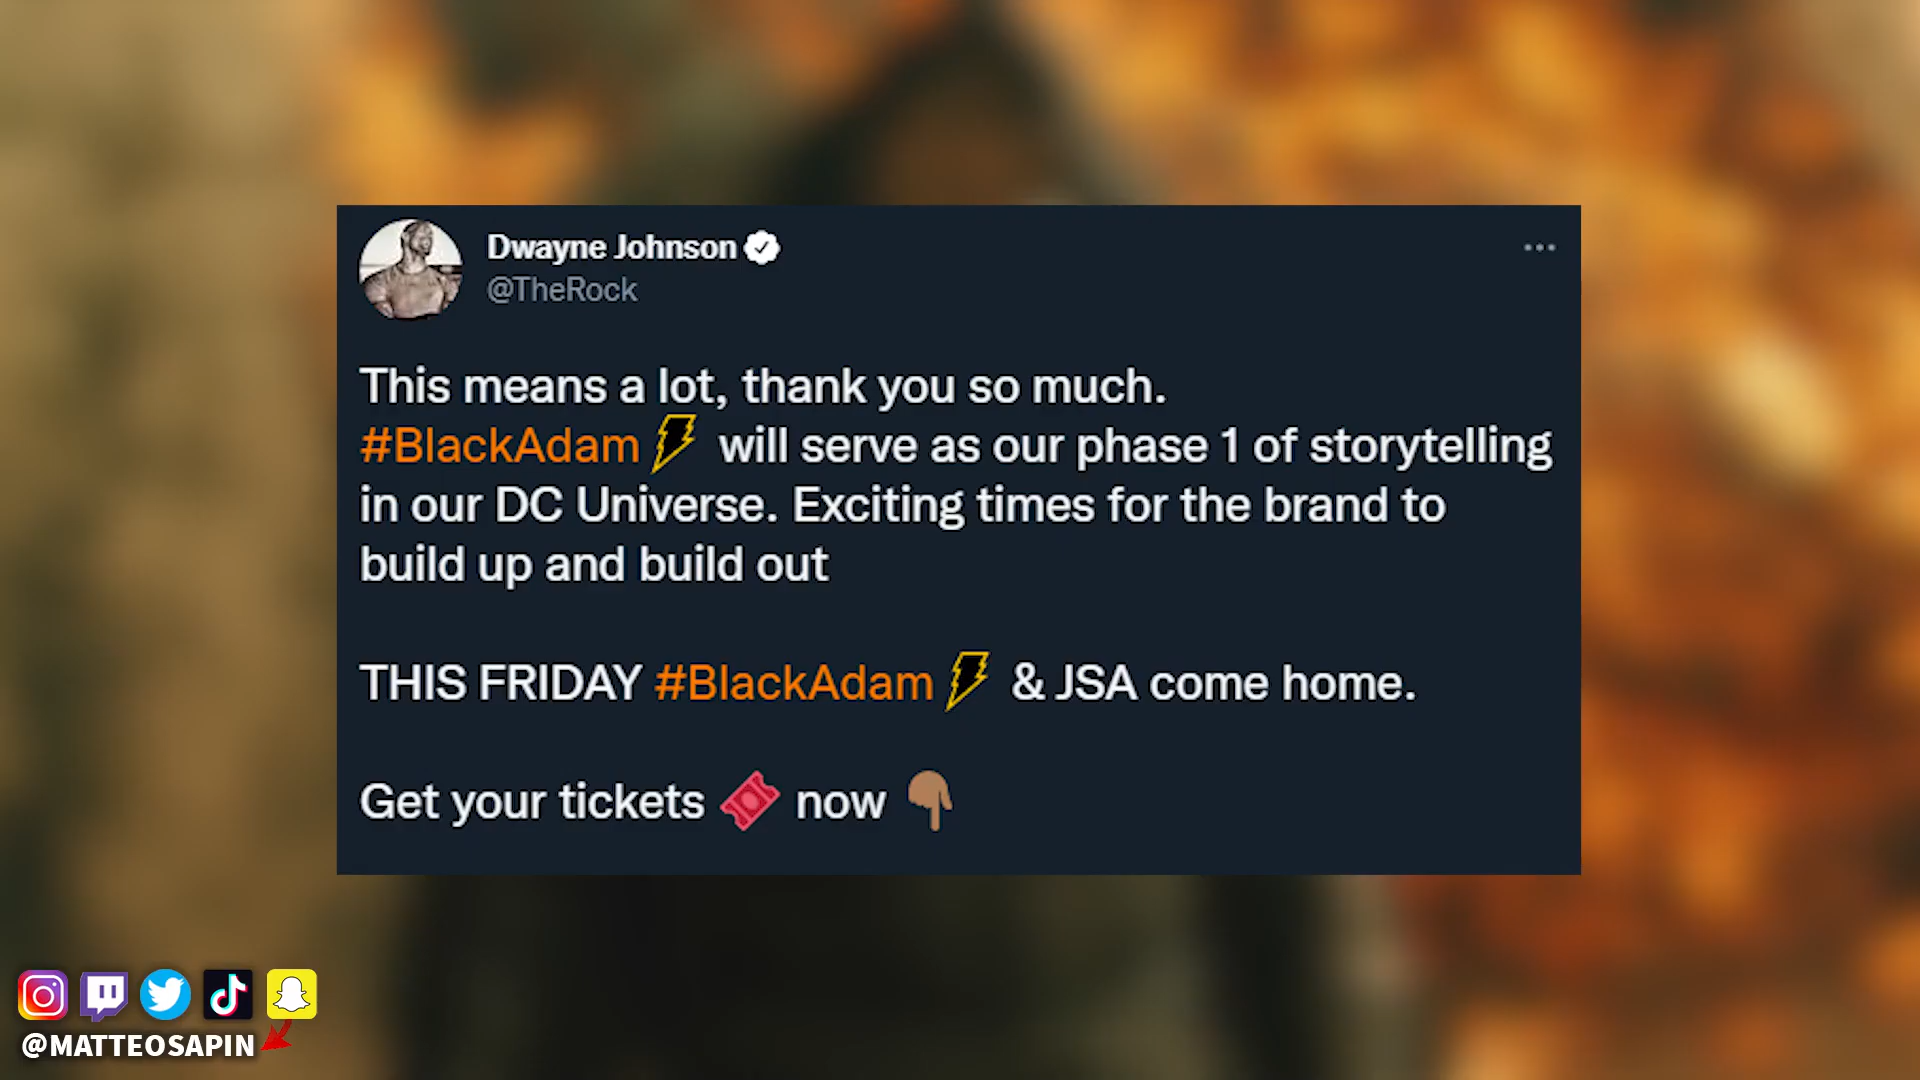 Dwayne Johnson
@TheRock
This means a lot, thank you so much.
#BlackAdam will serve as our phase 1 of storytelling
in our DC Universe. Exciting times for the brand to
build up and build out
THIS FRIDAY #BlackAdam & JSA come home.
Get your tickets 🎟 now 👇🏽
@MATTEOSAPIN